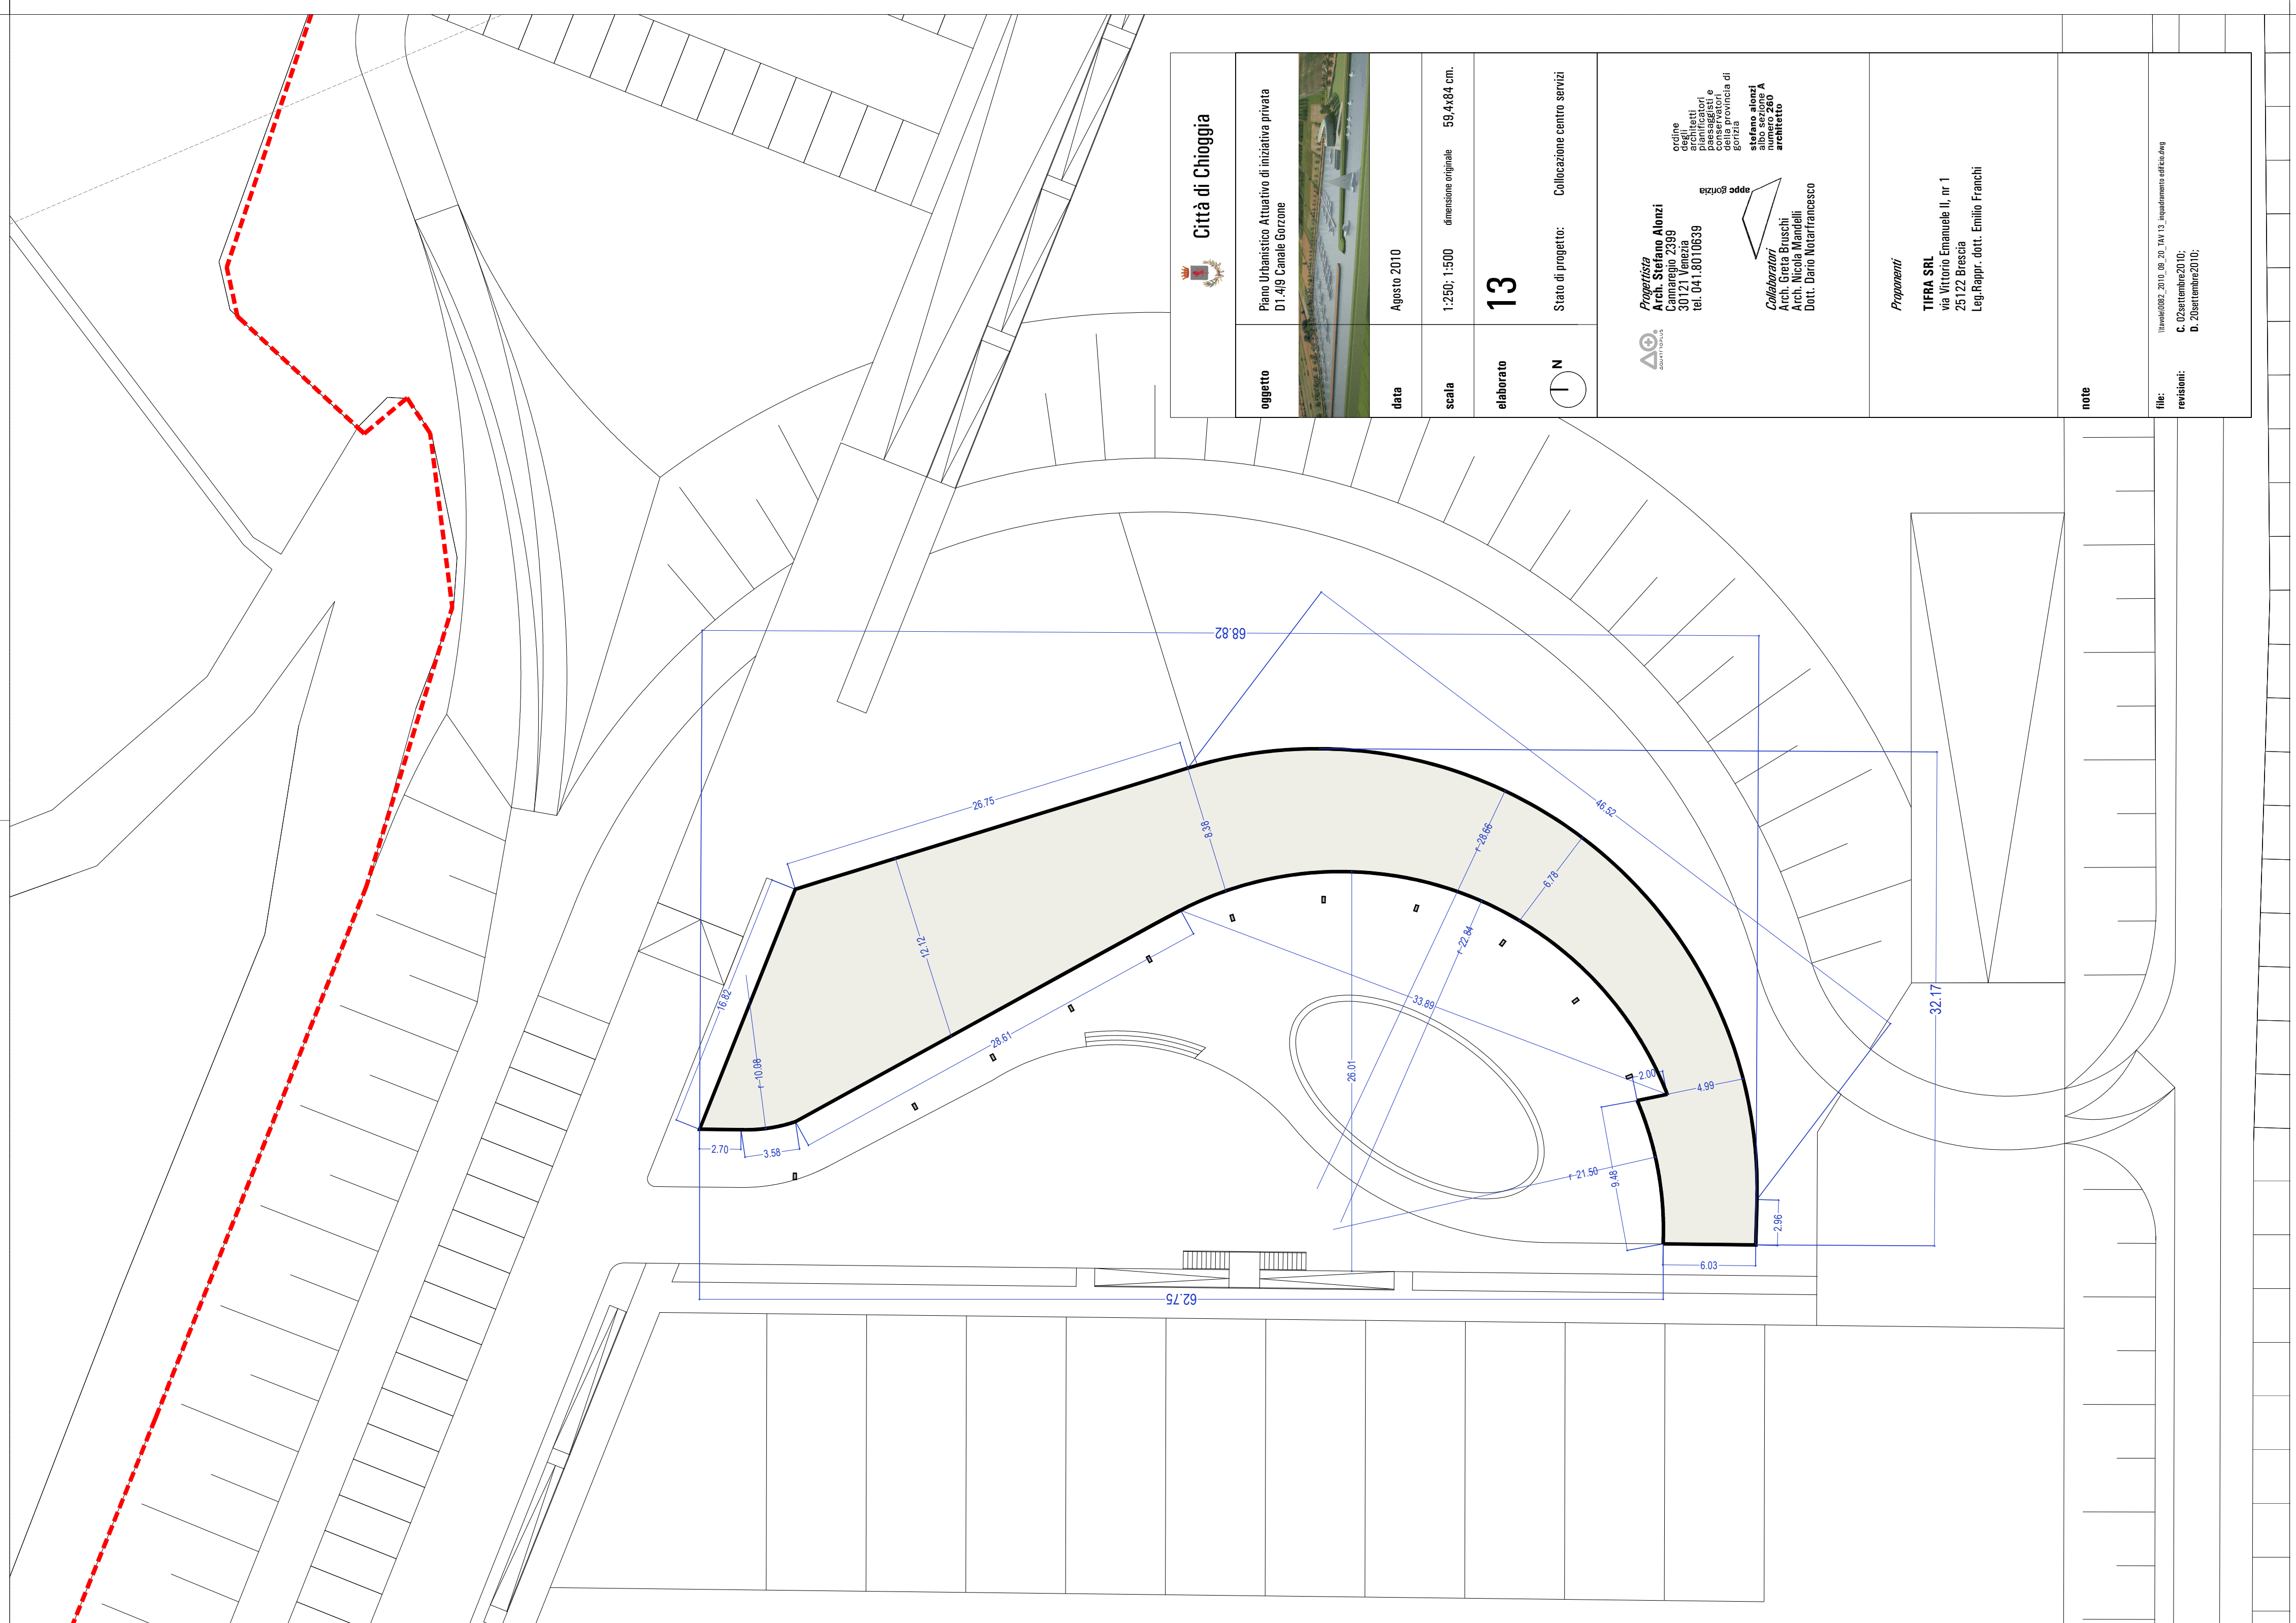 Città di Chioggia
oggetto
Piano Urbanistico Attuativo di iniziativa privata
D1.4/9 Canale Gorzone
data
Agosto 2010
scala
1:250; 1:500
dimensione originale
59,4x84 cm.
elaborato
13
N
Stato di progetto:
Collocazione centro servizi
Progettista
Arch. Stefano Alonzi
Cannaregio 2399
30121 Venezia
tel. 041.8010639
ordine
degli
architetti
pianificatori
paesaggisti e
conservatori
della provincia di
gorizia
stefano alonzi
albo sezione A
numero 260
architetto
appc gorizia
Collaboratori
Arch. Greta Bruschi
Arch. Nicola Mandelli
Dott. Dario Notarfrancesco
Proponenti
TIFRA SRL
via Vittorio Emanuele II, nr 1
25122 Brescia
Leg.Rappr. dott. Emilio Franchi
note
file:
\\tavole\0082_2010_09_20_TAV 13_ inquadramento edificio.dwg
revisioni:
C. 02settembre2010;
D. 20settembre2010;
68.82
26.75
8.38
46.52
r 28.66
6.78
12.12
r 22.84
16.82
33.89
32.17
28.61
26.01
r 10.08
2.00
4.99
2.70
3.58
r 21.50
9.48
2.96
6.03
62.75